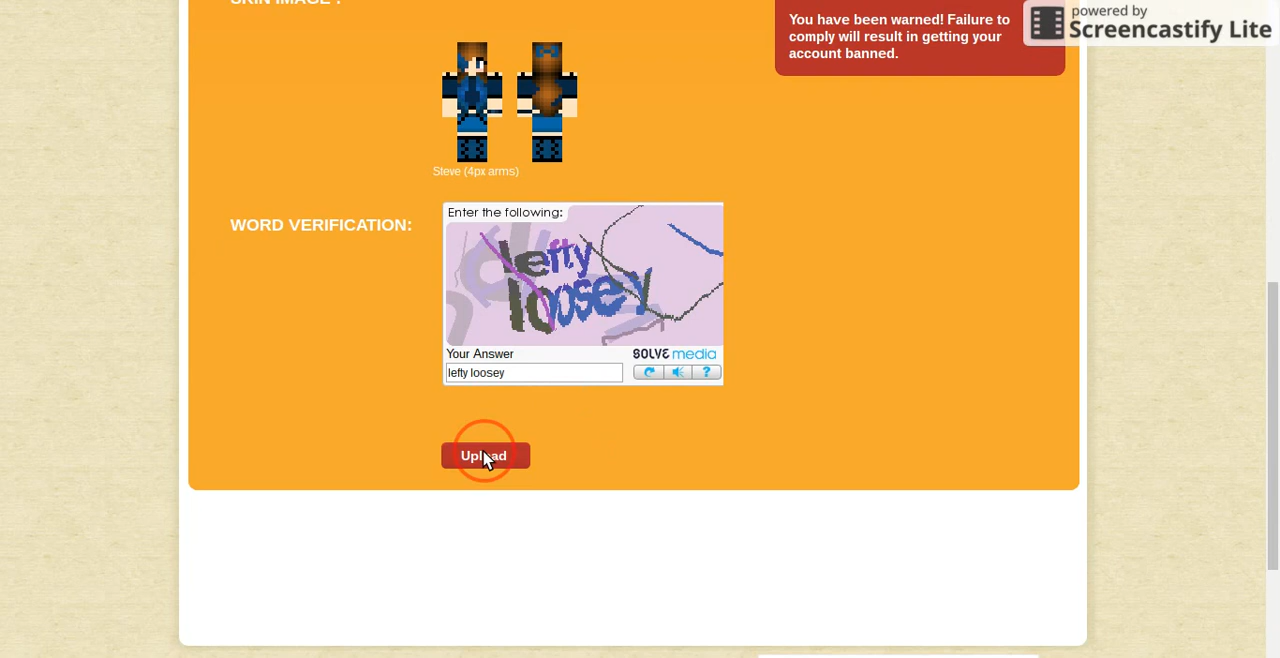 SKIN IMAGE :
You have been warned! Failure to
comply will result in getting your
account banned.
powered by
Screencastify Lite
Steve (4px arms)
WORD VERIFICATION:
Enter the following:
lefty
loosey
Your Answer
SOLVE media
lefty loosey
?
Upload